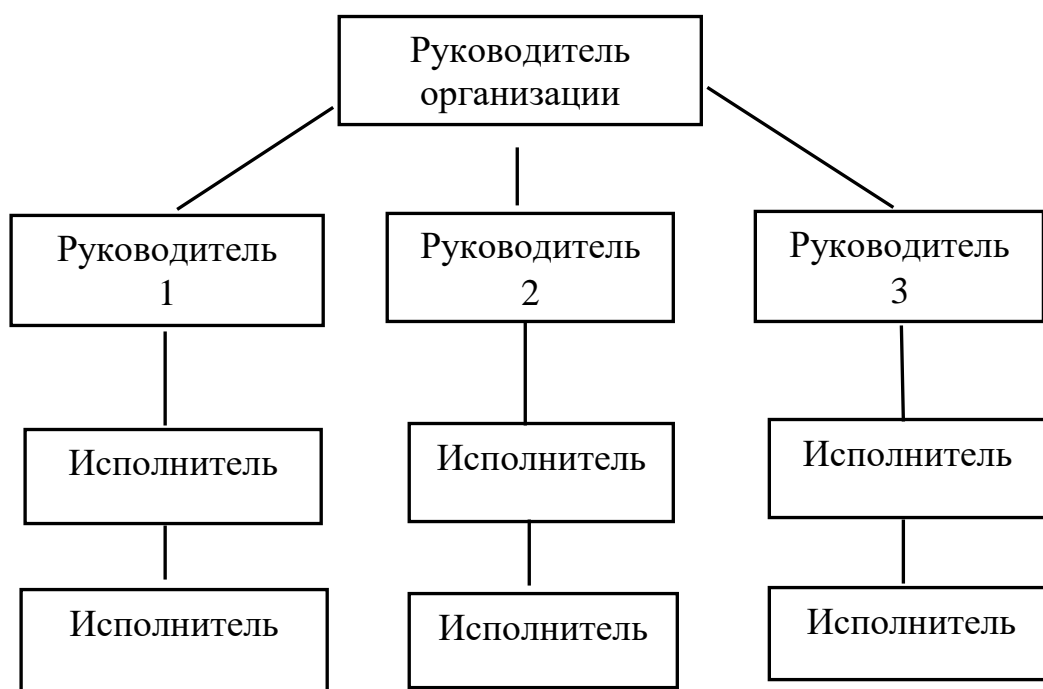 Руководитель
организации
Руководитель
1
Руководитель
2
Руководитель
3
Исполнитель
Исполнитель
Исполнитель
Исполнитель
Исполнитель
Исполнитель